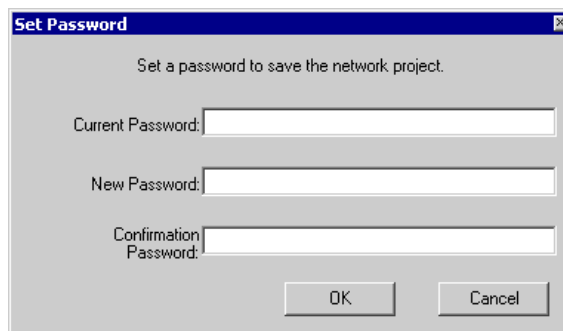 Set Password
Set a password to save the network project.
Current Password:
New Password:
Confirmation
Password:
OK Cancel